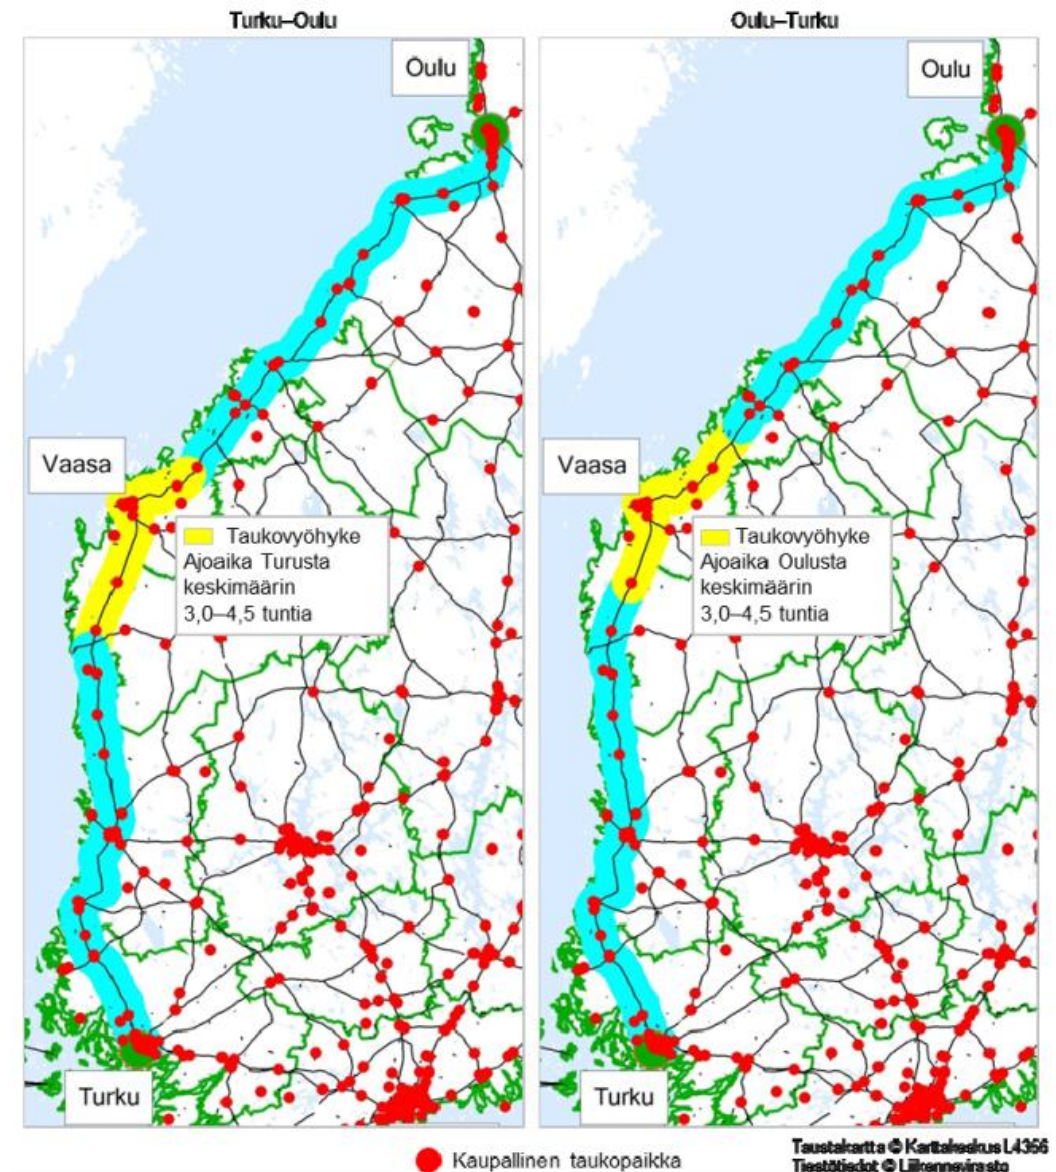 Turku–Oulu
Oulu
Vaasa
Taukovyöhyke
Ajoaika Turusta
keskimäärin
3,0–4,5 tuntia
Turku
Oulu–Turku
Oulu
Vaasa
Taukovyöhyke
Ajoaika Oulusta
keskimäärin
3,0–4,5 tuntia
Turku
Kaupallinen taukopaikka
Taustakartta © Karttakeskus L4356
Tiestötiedot © Liikennevirasto